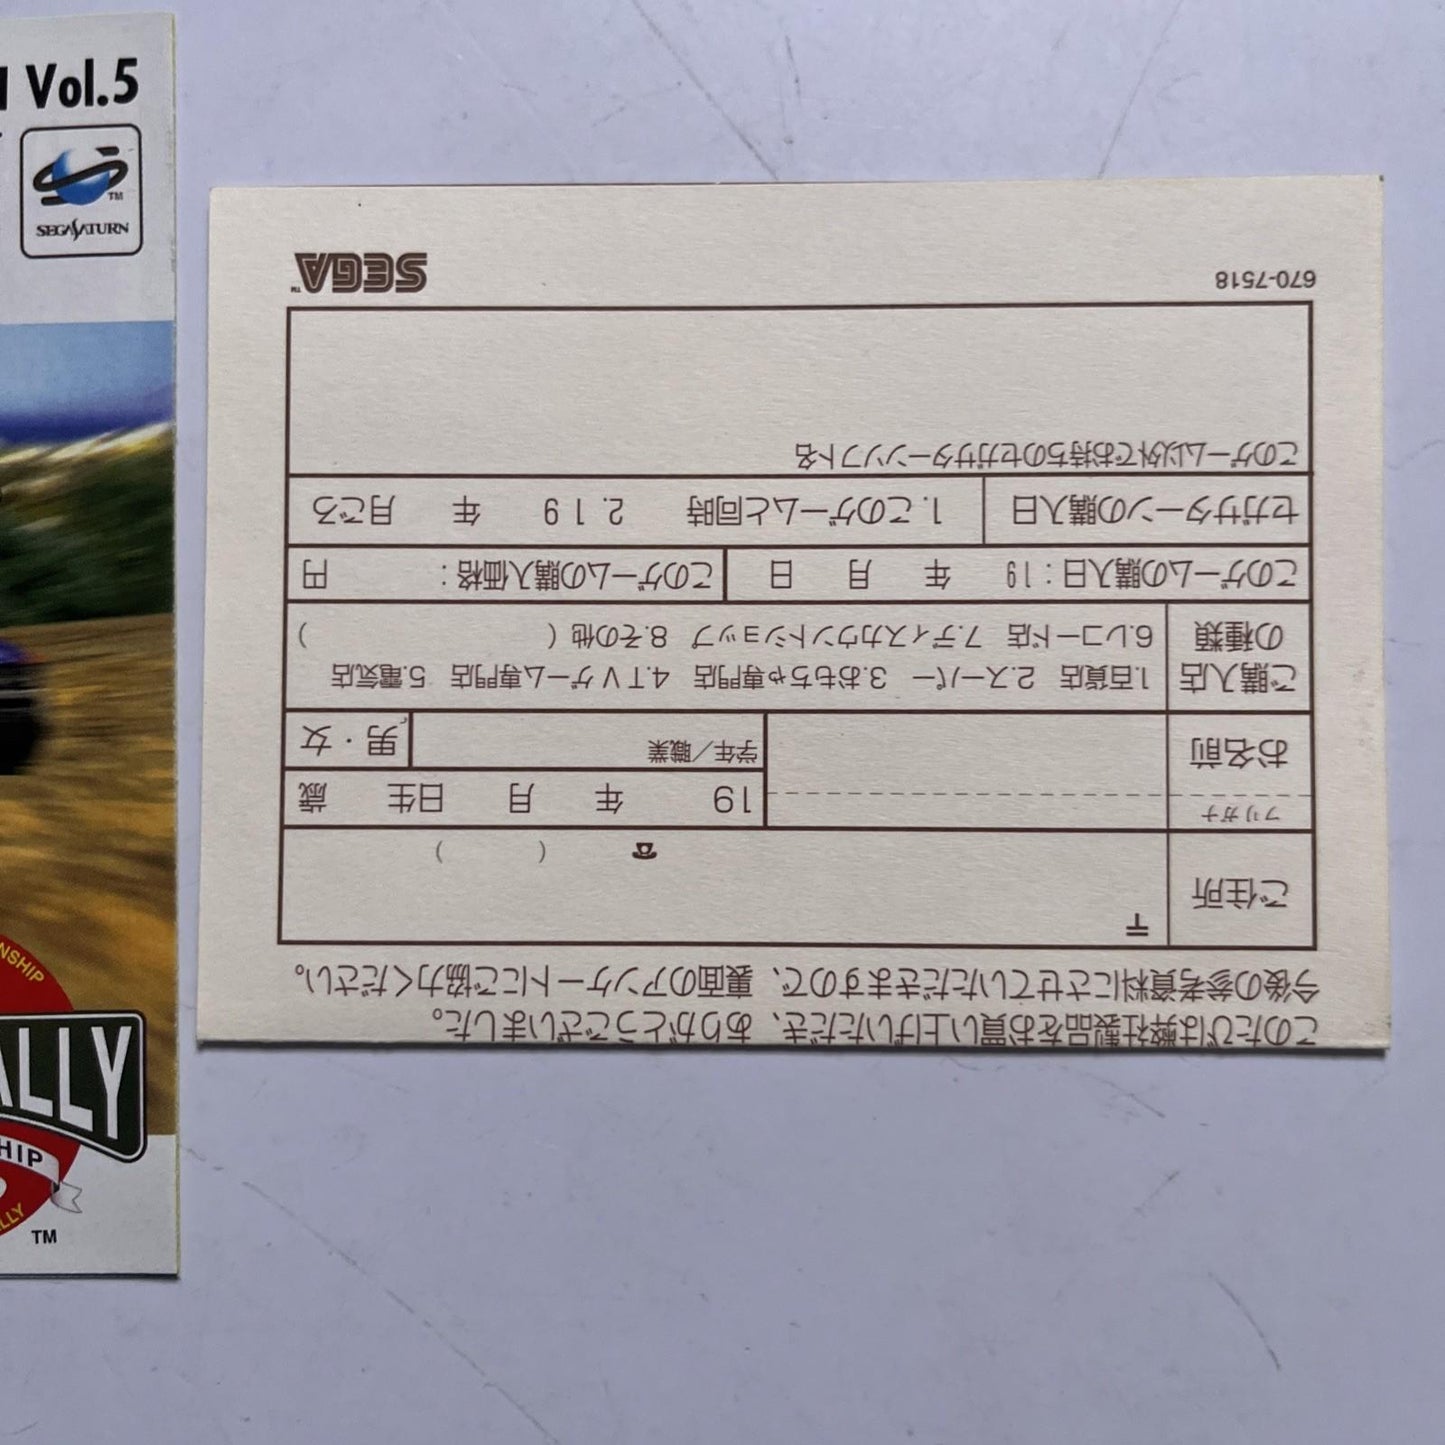 Vol.5
TM
SEGA SATURN
NSHIP
ALLY
HIP
LLY
TM
このたびは弊社製品をお買い上げいただき、ありがとうございました。
今後の参考資料にさせていただきますので、裏面のアンケートにご協力ください。
ご住所
〒
☎ ( )
フリガナ
お名前
19 年 月 日生 歳
学年／職業
男・女
ご購入店の種類
1.百貨店 2.スーパー 3.おもちゃ専門店 4.TVゲーム専門店 5.電気店
6.レコード店 7.ディスカウントショップ 8.その他( )
このゲームの購入日：19 年 月 日
このゲームの購入価格： 円
セガサターンの購入日
1.このゲームと同時 2.19 年 月ごろ
このゲーム以外でお持ちのセガサターンソフト名
670-7518
SEGA™